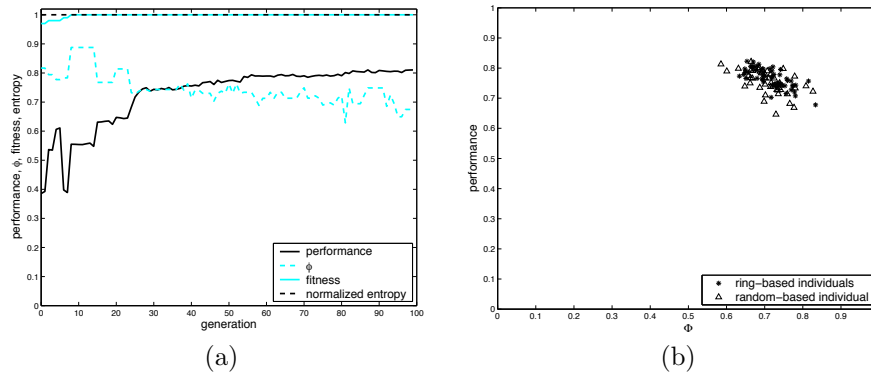 performance, ϕ, fitness, entropy
1
0.9
0.8
0.7
0.6
0.5
0.4
0.3
0.2
0.1
0
0 10 20 30 40 50 60 70 80 90 100
generation
performance
ϕ
fitness
normalized entropy
(a)
performance
1
0.9
0.8
0.7
0.6
0.5
0.4
0.3
0.2
0.1
0
0 0.1 0.2 0.3 0.4 0.5 0.6 0.7 0.8 0.9
Φ
ring−based individuals
random−based individual
(b)